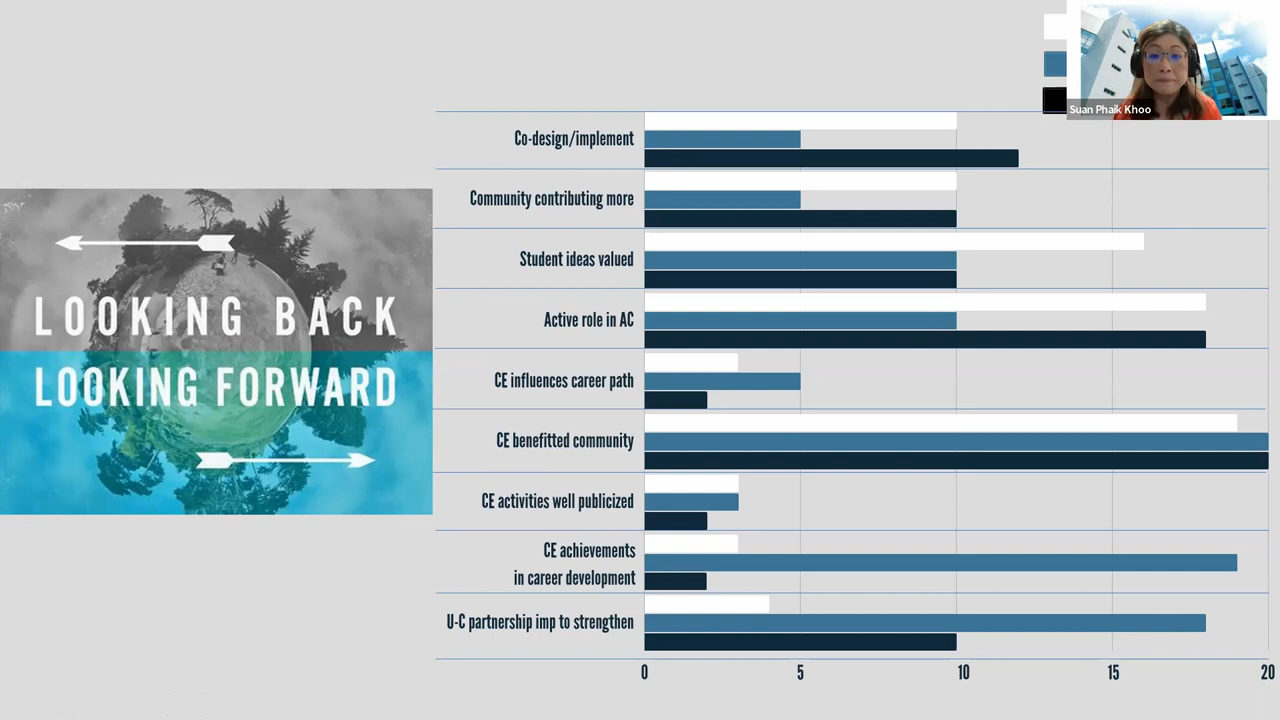 Suan Phaik Khoo
LOOKING BACK
LOOKING FORWARD
Co-design/implement
Community contributing more
Student ideas valued
Active role in AC
CE influences career path
CE benefitted community
CE activities well publicized
CE achievements
in career development
U-C partnership imp to strengthen
0 5 10 15 20